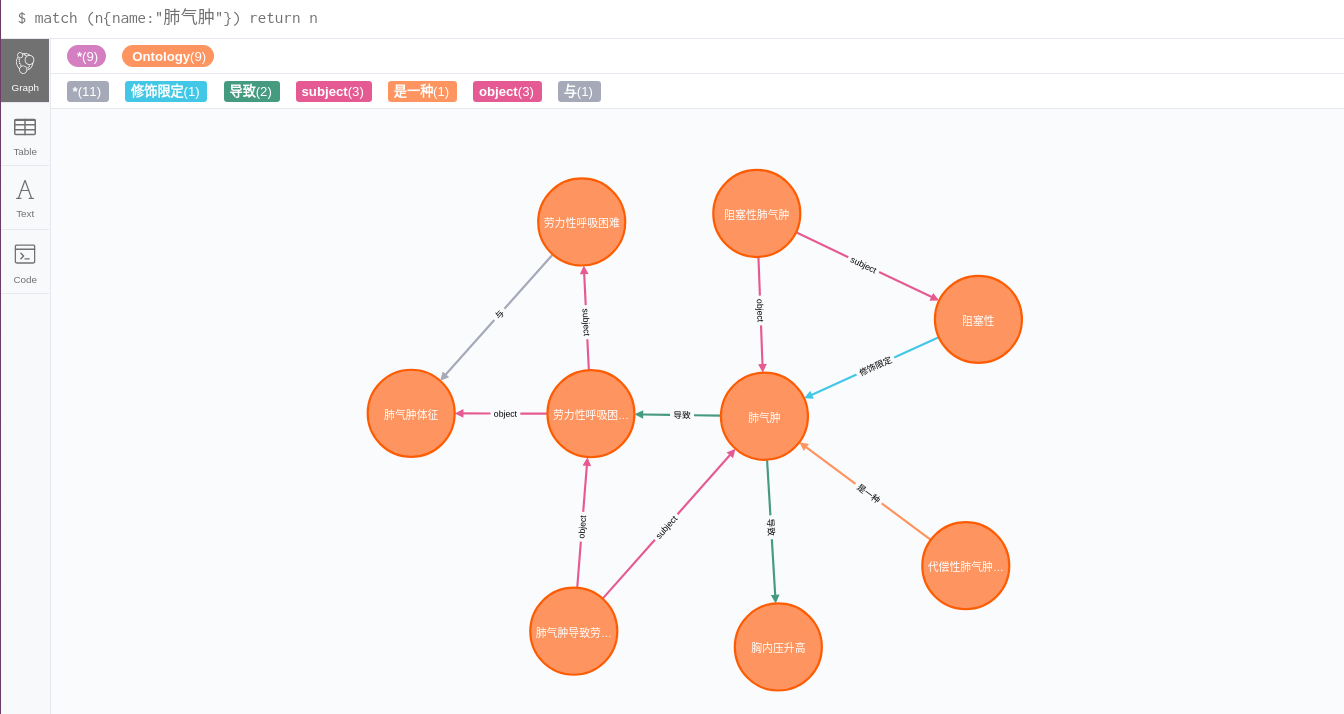 $ match (n{name:"肺气肿"}) return n
Graph
*(9)
Ontology(9)
*(11)
修饰限定(1)
导致(2)
subject(3)
是一种(1)
object(3)
与(1)
Table
Text
Code
劳力性呼吸困难
阻塞性肺气肿
subject
阻塞性
与
subject
object
修饰限定
肺气肿体征
object
劳力性呼吸困...
导致
肺气肿
是一种
object
subject
导致
代偿性肺气肿...
肺气肿导致劳...
胸内压升高